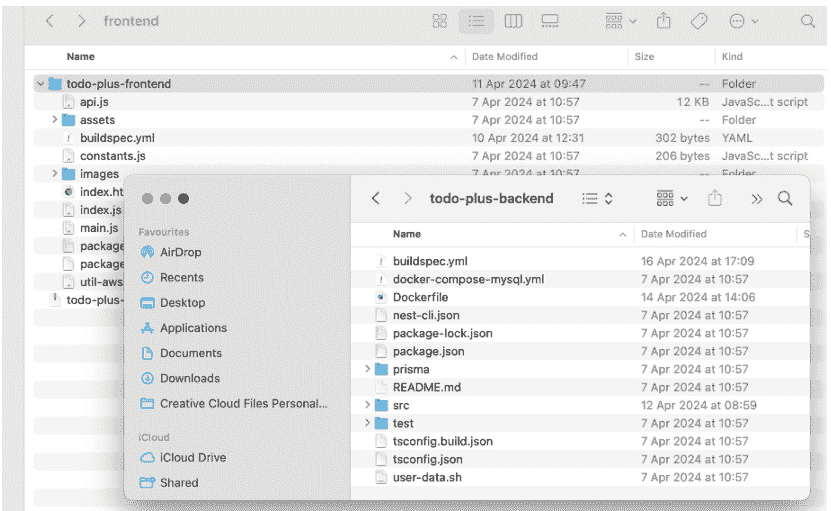 frontend
Name Date Modified Size Kind
todo-plus-frontend 11 Apr 2024 at 09:47 -- Folder
api.js 7 Apr 2024 at 10:57 12 KB JavaSc...t script
assets 7 Apr 2024 at 10:57 -- Folder
buildspec.yml 10 Apr 2024 at 12:31 302 bytes YAML
constants.js 7 Apr 2024 at 10:57 206 bytes JavaSc...t script
images 7 Apr 2024 at 10:57 -- Folder
index.ht
index.js
main.js
package
package
util-aws
todo-plus-
todo-plus-backend
Favourites
AirDrop
Recents
Desktop
Applications
Documents
Downloads
Creative Cloud Files Personal...
iCloud
iCloud Drive
Shared
Name Date Modified S
buildspec.yml 16 Apr 2024 at 17:09
docker-compose-mysql.yml 7 Apr 2024 at 10:57
Dockerfile 14 Apr 2024 at 14:06
nest-cli.json 7 Apr 2024 at 10:57
package-lock.json 7 Apr 2024 at 10:57
package.json 7 Apr 2024 at 10:57
prisma 7 Apr 2024 at 10:57
README.md 7 Apr 2024 at 10:57
src 12 Apr 2024 at 08:59
test 7 Apr 2024 at 10:57
tsconfig.build.json 7 Apr 2024 at 10:57
tsconfig.json 7 Apr 2024 at 10:57
user-data.sh 7 Apr 2024 at 10:57